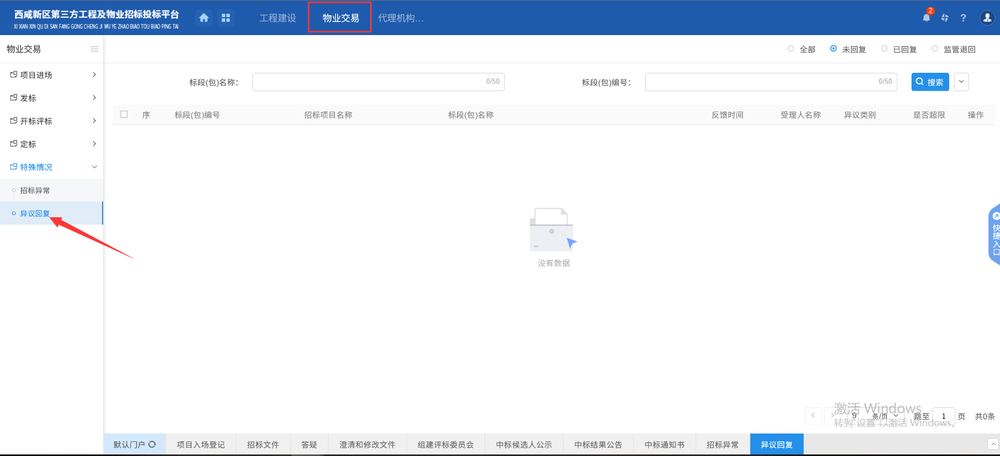 西咸新区第三方工程及物业招标投标平台
XI XIAN XIN QU DI SAN FANG GONG CHENG JI WU YE ZHAO BIAO TOU BIAO PING TAI
工程建设
物业交易
代理机构...
2
?
物业交易
全部
未回复
已回复
监管退回
项目进场
发标
开标评标
定标
特殊情况
招标异常
异议回复
标段(包)名称：
0/50
标段(包)编号：
0/50
搜索
序
标段(包)编号
招标项目名称
标段(包)名称
反馈时间
受理人名称
异议类别
是否超限
操作
没有数据
快捷入口
激活 Windows
转到"设置"以激活 Windows。
9
条/页
跳至
1
页
共0条
默认门户
项目入场登记
招标文件
答疑
澄清和修改文件
组建评标委员会
中标候选人公示
中标结果公告
中标通知书
招标异常
异议回复